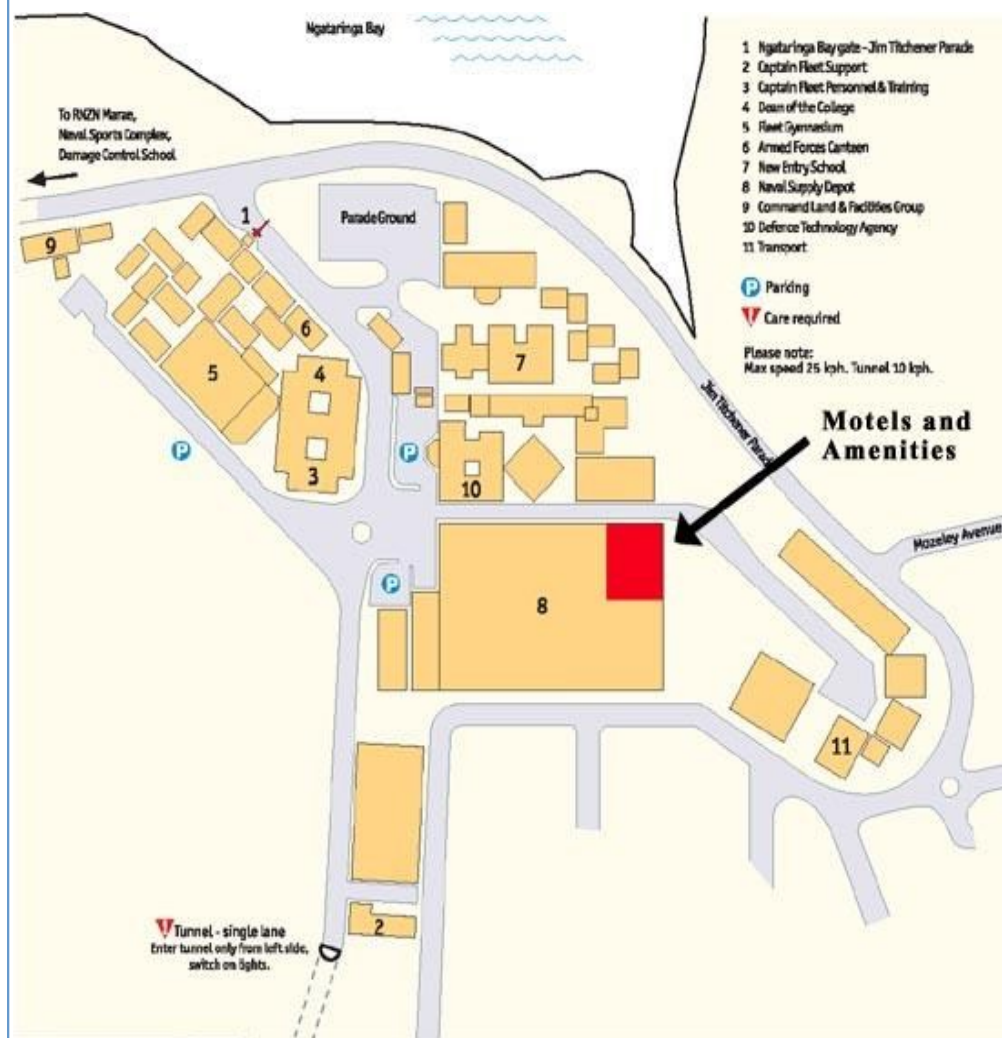 Ngataringa Bay
1 Ngataringa Bay gate - Jim Titchener Parade
2 Captain Fleet Support
3 Captain Fleet Personnel & Training
4 Dean of the College
5 Fleet Gymnasium
6 Armed Forces Canteen
7 New Entry School
8 Naval Supply Depot
9 Command Land & Facilities Group
10 Defence Technology Agency
11 Transport
P Parking
! Care required
Please note:
Max speed 25 kph. Tunnel 10 kph.
To RNZN Marae,
Naval Sports Complex,
Damage Control School
1
Parade Ground
9
6
5
4
7
3
P
P
10
Jim Titchener Parade
Motels and
Amenities
Mozeley Avenue
P
8
11
2
! Tunnel - single lane
Enter tunnel only from left side,
switch on lights.